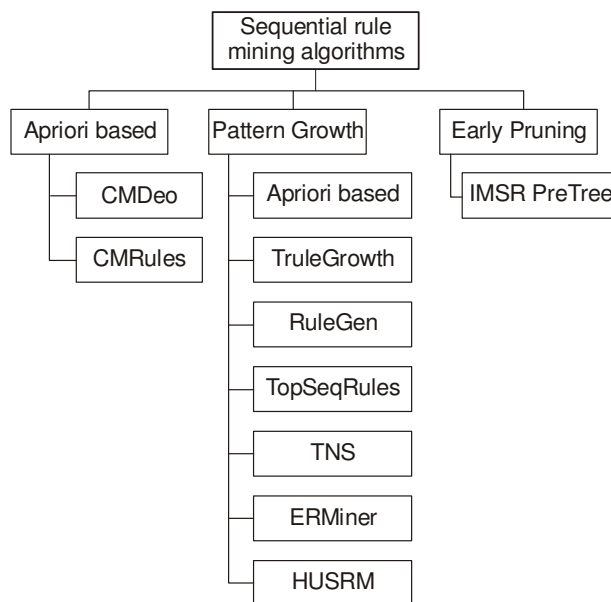 Sequential rule
mining algorithms
Apriori based
Pattern Growth
Early Pruning
CMDeo
Apriori based
IMSR PreTree
CMRules
TruleGrowth
RuleGen
TopSeqRules
TNS
ERMiner
HUSRM